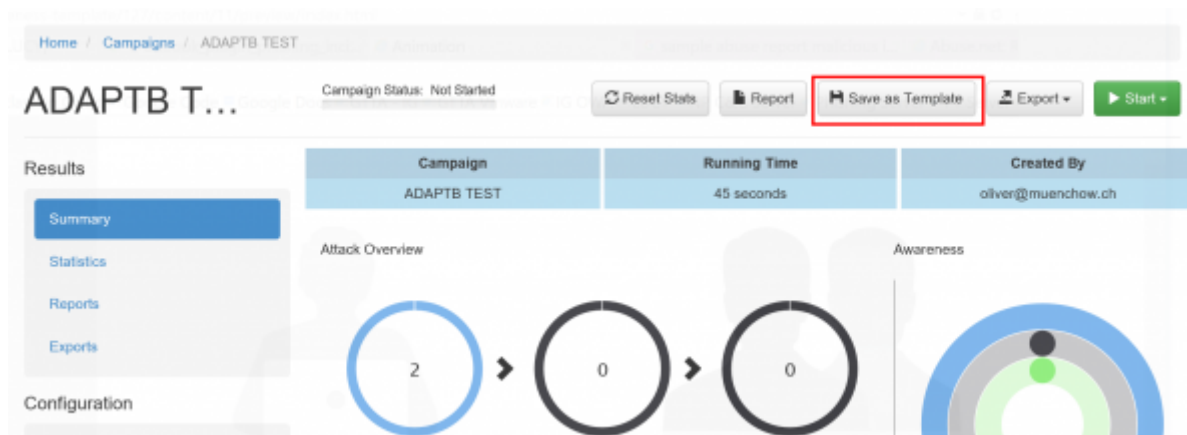 Home / Campaigns / ADAPTB TEST
ADAPTB T...
Campaign Status: Not Started
Reset Stats
Report
Save as Template
Export
Start
Results
Summary
Statistics
Reports
Exports
Configuration
Campaign Running Time Created By
ADAPTB TEST 45 seconds oliver@muenchow.ch
Attack Overview
2 0 0
Awareness